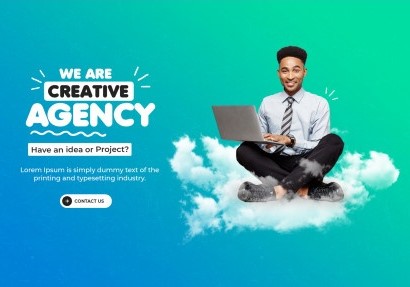 WE ARE
CREATIVE
AGENCY
Have an idea or Project?
Lorem Ipsum is simply dummy text of the
printing and typesetting industry.
CONTACT US